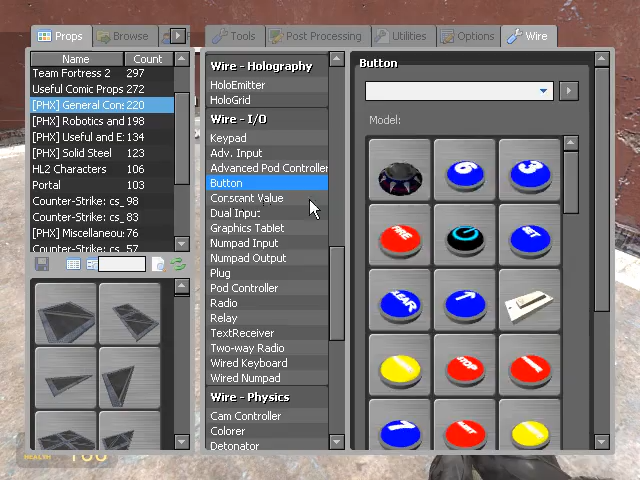 Props
Browse
Tools
Post Processing
Utilities
Options
Wire
Name Count
Team Fortress 2 297
Useful Comic Props 272
[PHX] General Con: 220
[PHX] Robotics and 198
[PHX] Useful and E: 134
[PHX] Solid Steel 123
HL2 Characters 106
Portal 103
Counter-Strike: cs_ 98
Counter-Strike: cs_ 83
[PHX] Miscellaneou: 76
Counter-Strike: cs_ 57
Wire - Holography
HoloEmitter
HoloGrid
Wire - I/O
Keypad
Adv. Input
Advanced Pod Controller
Button
Constant Value
Dual Input
Graphics Tablet
Numpad Input
Numpad Output
Plug
Pod Controller
Radio
Relay
TextReceiver
Two-way Radio
Wired Keyboard
Wired Numpad
Wire - Physics
Cam Controller
Colorer
Detonator
Button
Model:
6
3
FIRE
SET
CLEAR
STOP
7
HEALTH 100